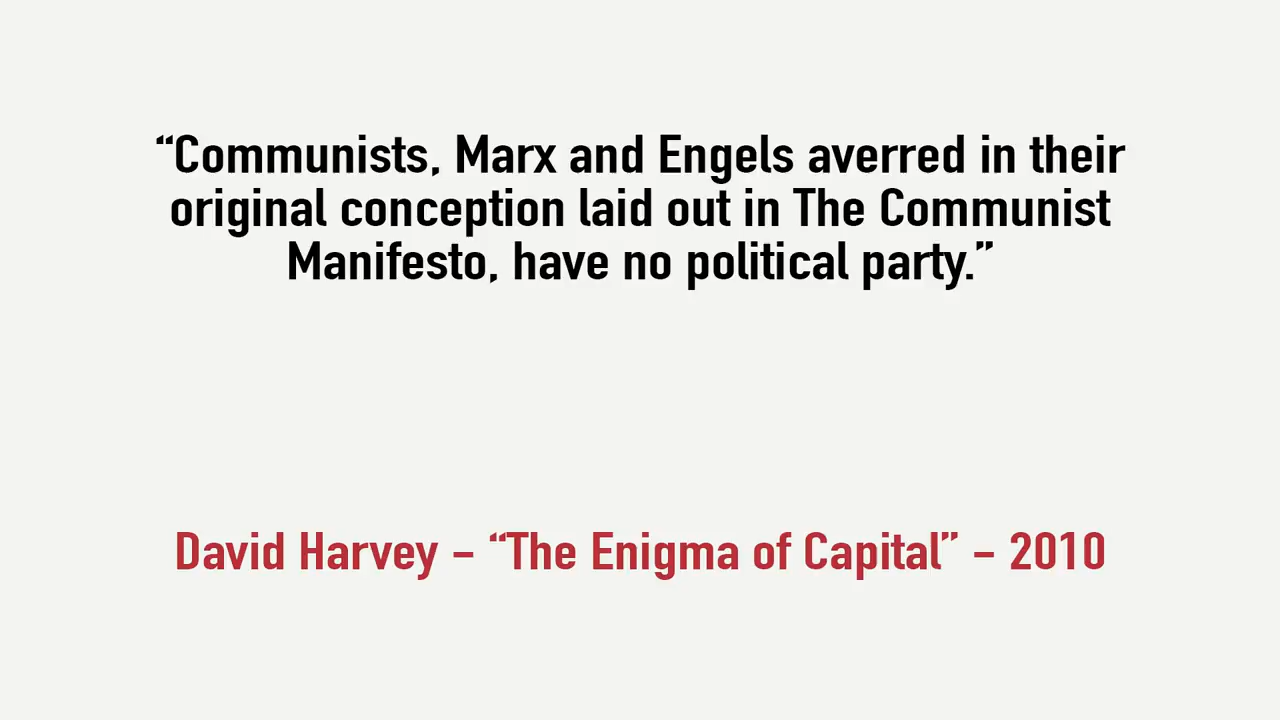 “Communists, Marx and Engels averred in their
original conception laid out in The Communist
Manifesto, have no political party.”
David Harvey – “The Enigma of Capital” – 2010